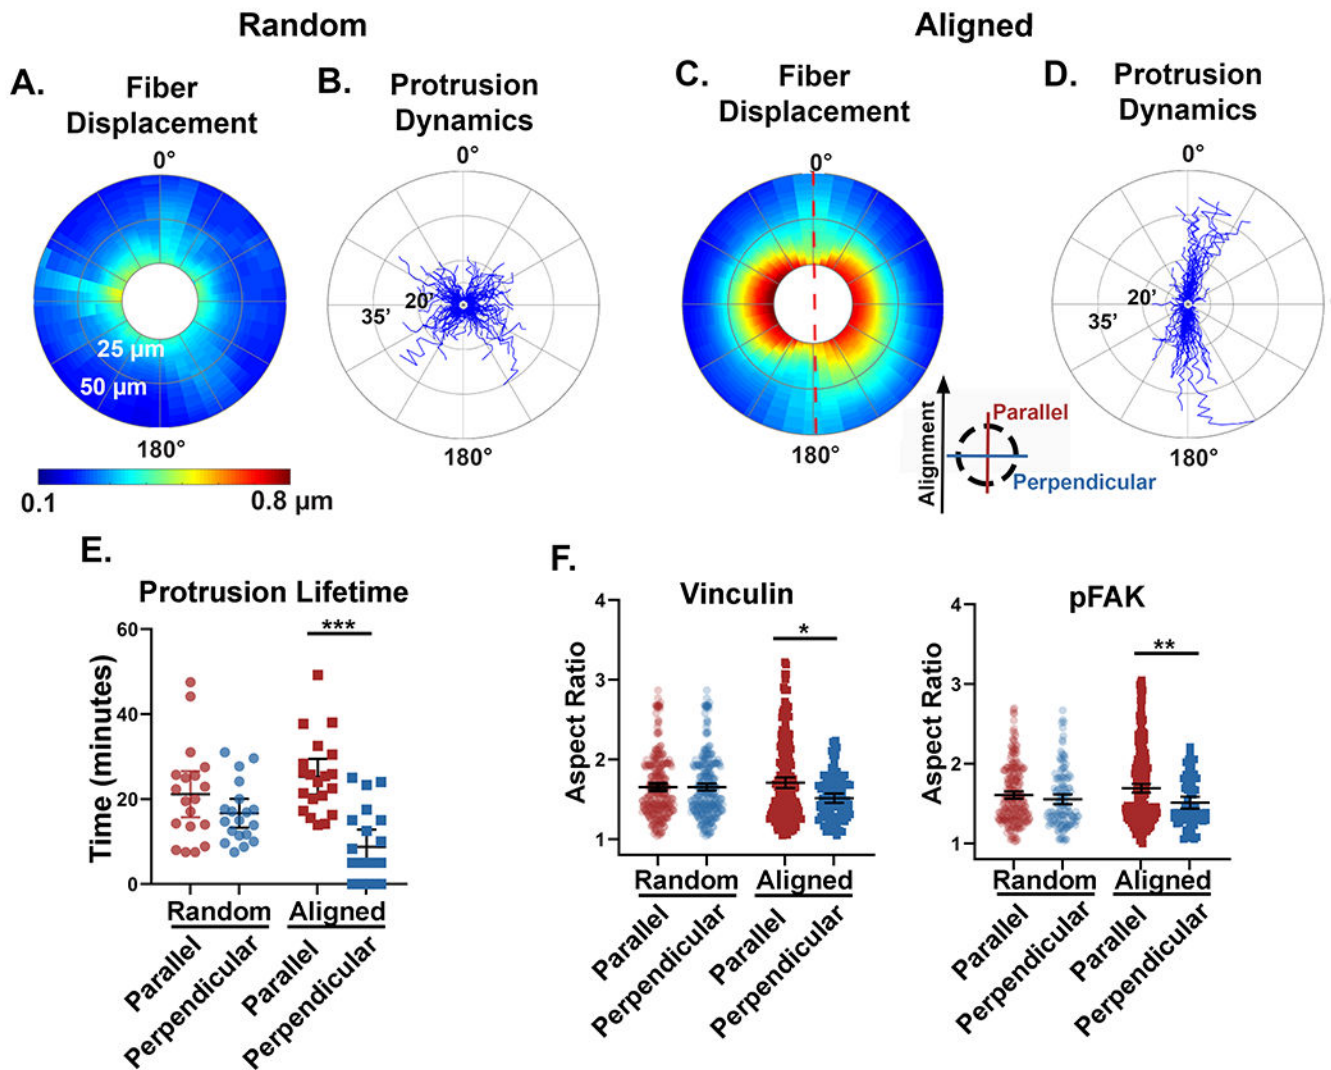 Random
Aligned
A.
Fiber
Displacement
0°
25 µm
50 µm
180°
0.1
0.8 µm
B.
Protrusion
Dynamics
0°
20'
35'
180°
C.
Fiber
Displacement
0°
180°
D.
Protrusion
Dynamics
0°
20'
35'
180°
Alignment
Parallel
Perpendicular
E.
Protrusion Lifetime
***
Time (minutes)
60
40
20
0
Random
Aligned
Parallel
Perpendicular
Parallel
Perpendicular
F.
Vinculin
*
Aspect Ratio
4
3
2
1
Random
Aligned
Parallel
Perpendicular
Parallel
Perpendicular
pFAK
**
Aspect Ratio
4
3
2
1
Random
Aligned
Parallel
Perpendicular
Parallel
Perpendicular